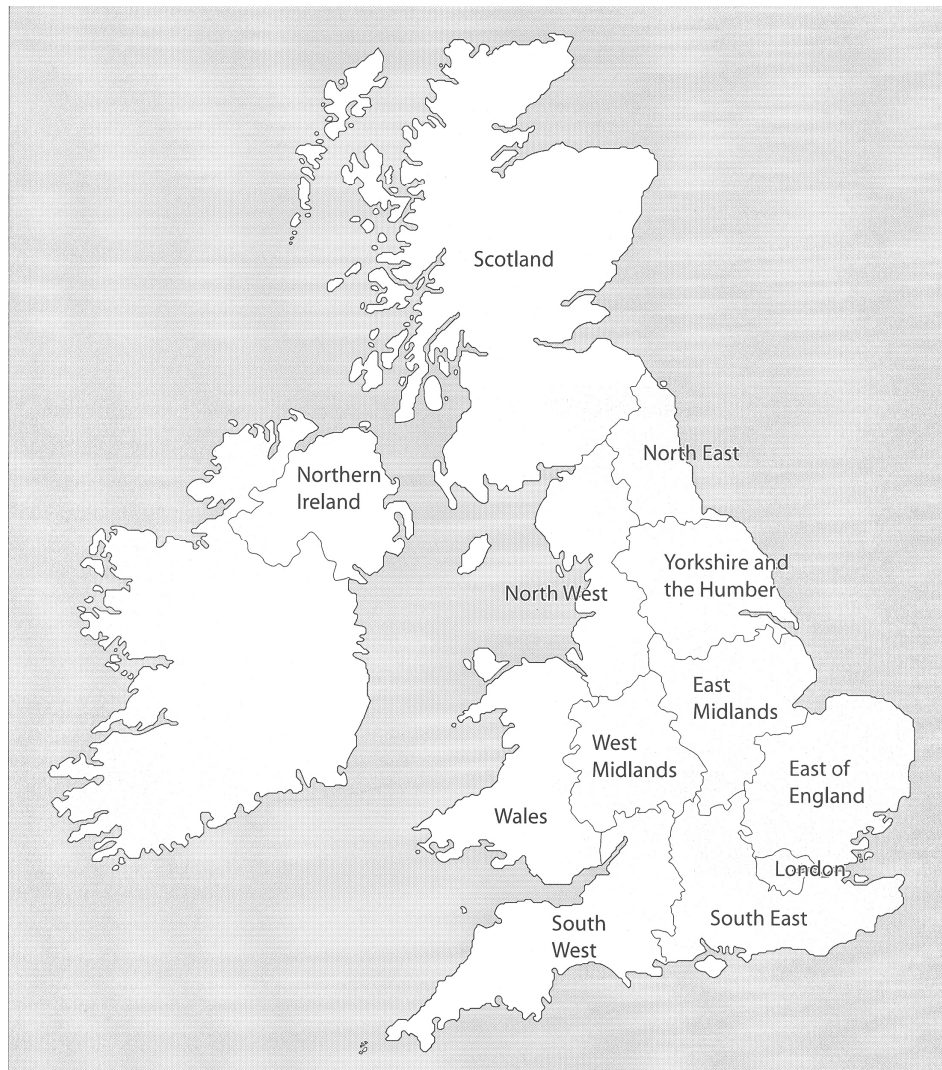 Scotland
North East
Northern
Ireland
Yorkshire and
the Humber
North West
East
Midlands
West
Midlands
East of
England
Wales
London
South East
South
West